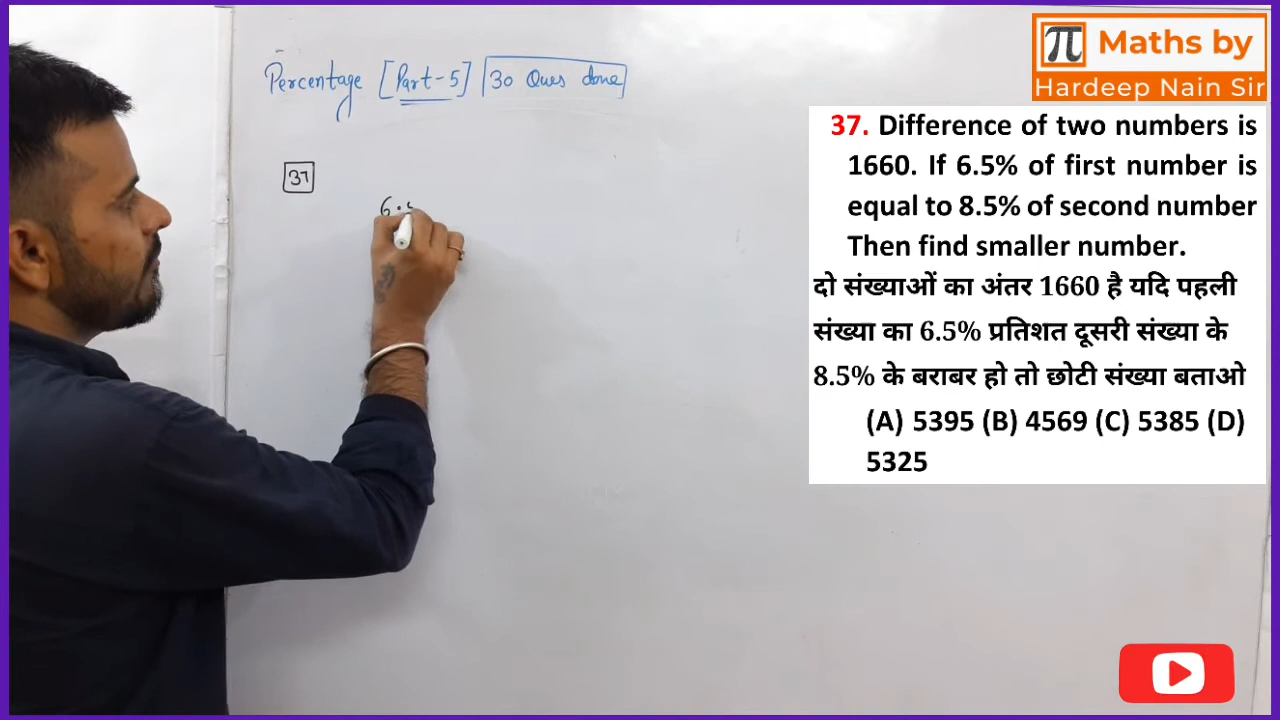 Percentage [Part-5] 30 Ques done
37
6.5
π Maths by
Hardeep Nain Sir
37. Difference of two numbers is
1660. If 6.5% of first number is
equal to 8.5% of second number
Then find smaller number.
दो संख्याओं का अंतर 1660 है यदि पहली
संख्या का 6.5% प्रतिशत दूसरी संख्या के
8.5% के बराबर हो तो छोटी संख्या बताओ
(A) 5395 (B) 4569 (C) 5385 (D)
5325